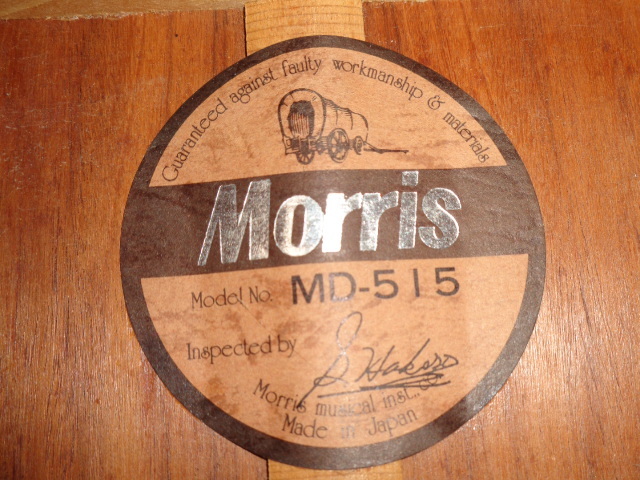 Guaranteed against faulty workmanship & materials
Morris
Model No. MD-515
Inspected by
Morris musical inst.
Made in Japan